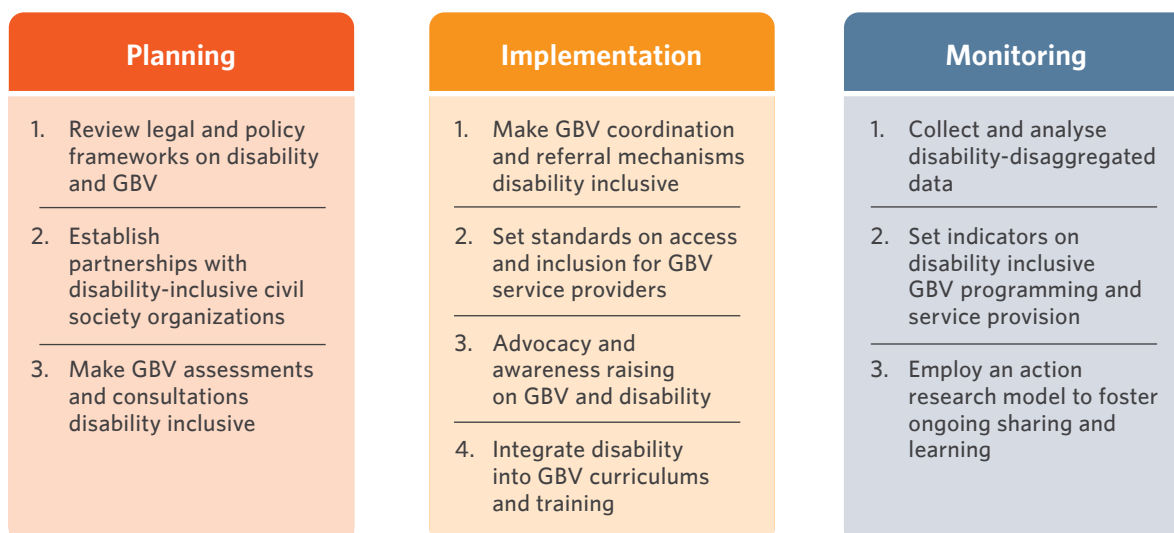 Planning
1. Review legal and policy
frameworks on disability
and GBV
2. Establish
partnerships with
disability-inclusive civil
society organizations
3. Make GBV assessments
and consultations
disability inclusive
Implementation
1. Make GBV coordination
and referral mechanisms
disability inclusive
2. Set standards on access
and inclusion for GBV
service providers
3. Advocacy and
awareness raising
on GBV and disability
4. Integrate disability
into GBV curriculums
and training
Monitoring
1. Collect and analyse
disability-disaggregated
data
2. Set indicators on
disability inclusive
GBV programming and
service provision
3. Employ an action
research model to foster
ongoing sharing and
learning